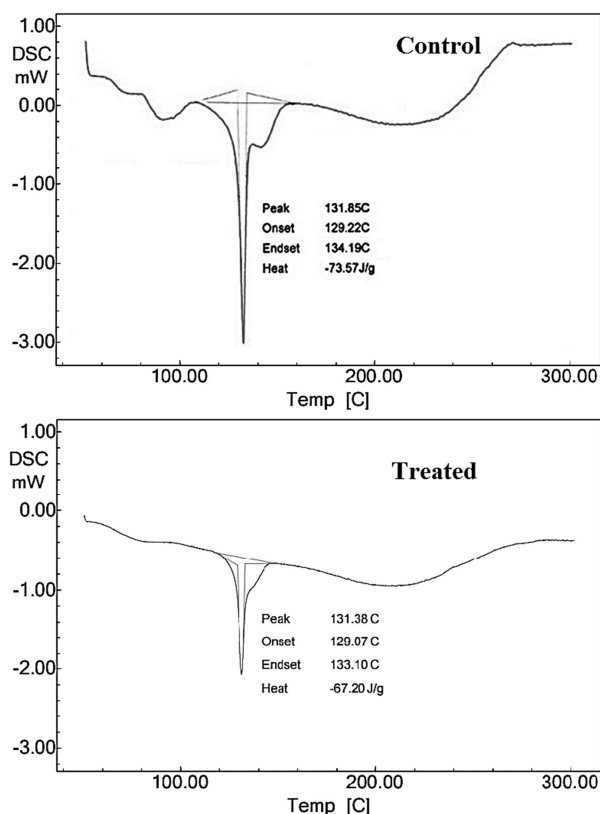 1.00
Control
DSC
mW
0.00
-1.00
Peak 131.85C
Onset 129.22C
Endset 134.19C
Heat -73.57J/g
-2.00
-3.00
100.00 200.00 300.00
Temp [C]
1.00
DSC
mW
Treated
0.00
-1.00
Peak 131.38 C
Onset 129.07 C
Endset 133.10 C
Heat -67.20 J/g
-2.00
-3.00
100.00 200.00 300.00
Temp [C]